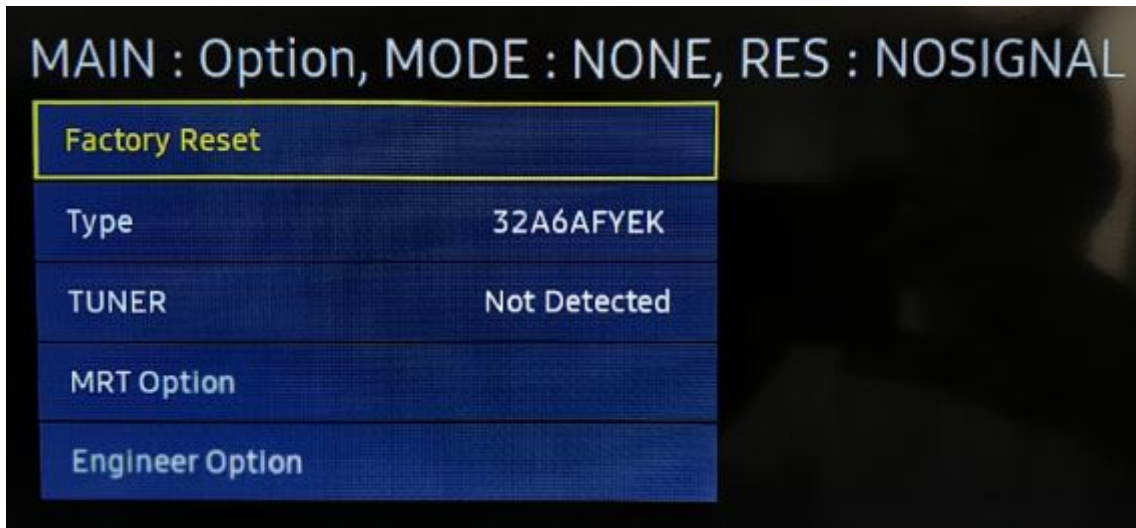 MAIN : Option, MODE : NONE, RES : NOSIGNAL
Factory Reset
Type 32A6AFYEK
TUNER Not Detected
MRT Option
Engineer Option